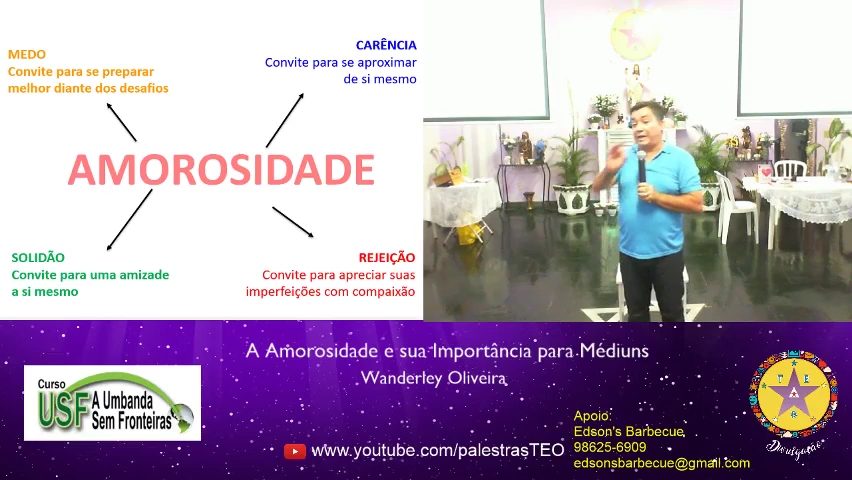 MEDO
Convite para se preparar
melhor diante dos desafios
CARÊNCIA
Convite para se aproximar
de si mesmo
AMOROSIDADE
SOLIDÃO
Convite para uma amizade
a si mesmo
REJEIÇÃO
Convite para apreciar suas
imperfeições com compaixão
A Amorosidade e sua Importância para Médiuns
Wanderley Oliveira
Curso
USF A Umbanda
Sem Fronteiras
www.youtube.com/palestrasTEO
Apoio:
Edson's Barbecue
98625-6909
edsonsbarbecue@gmail.com
Divulgação